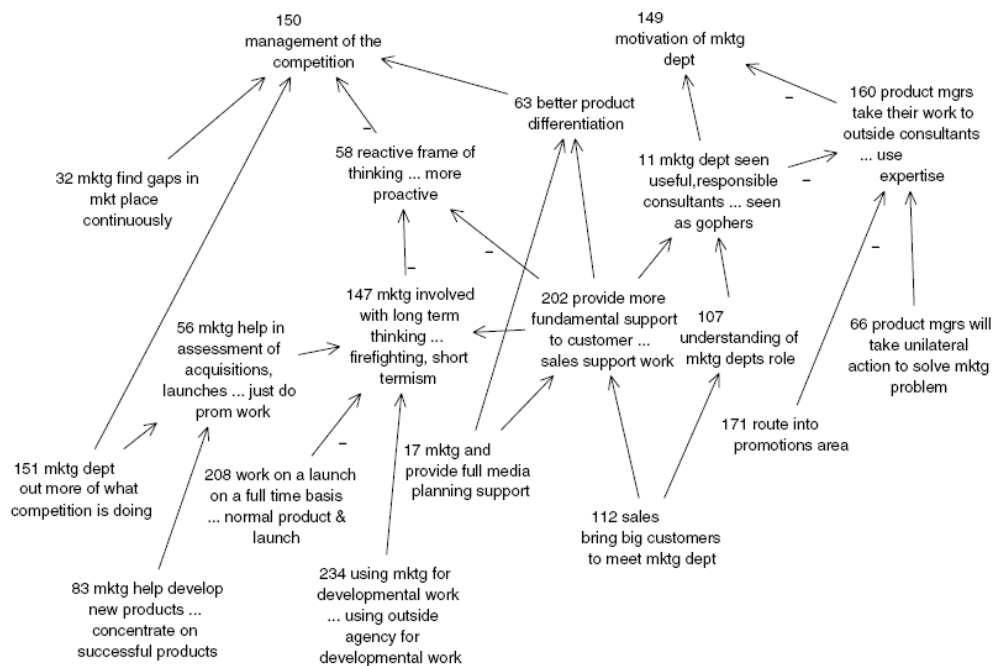 150
management of the
competition
149
motivation of mktg
dept
63 better product
differentiation
160 product mgrs
take their work to
outside consultants
... use
expertise
–
–
58 reactive frame of
thinking ... more
proactive
11 mktg dept seen
useful,responsible
consultants ... seen
as gophers
–
32 mktg find gaps in
mkt place
continuously
–
–
–
147 mktg involved
with long term
thinking ...
firefighting, short
termism
202 provide more
fundamental support
to customer ...
sales support work
107
understanding of
mktg depts role
56 mktg help in
assessment of
acquisitions,
launches ... just do
prom work
66 product mgrs will
take unilateral
action to solve mktg
problem
171 route into
promotions area
–
151 mktg dept
out more of what
competition is doing
208 work on a launch
on a full time basis
... normal product &
launch
17 mktg and
provide full media
planning support
112 sales
bring big customers
to meet mktg dept
83 mktg help develop
new products ...
concentrate on
successful products
234 using mktg for
developmental work
... using outside
agency for
developmental work